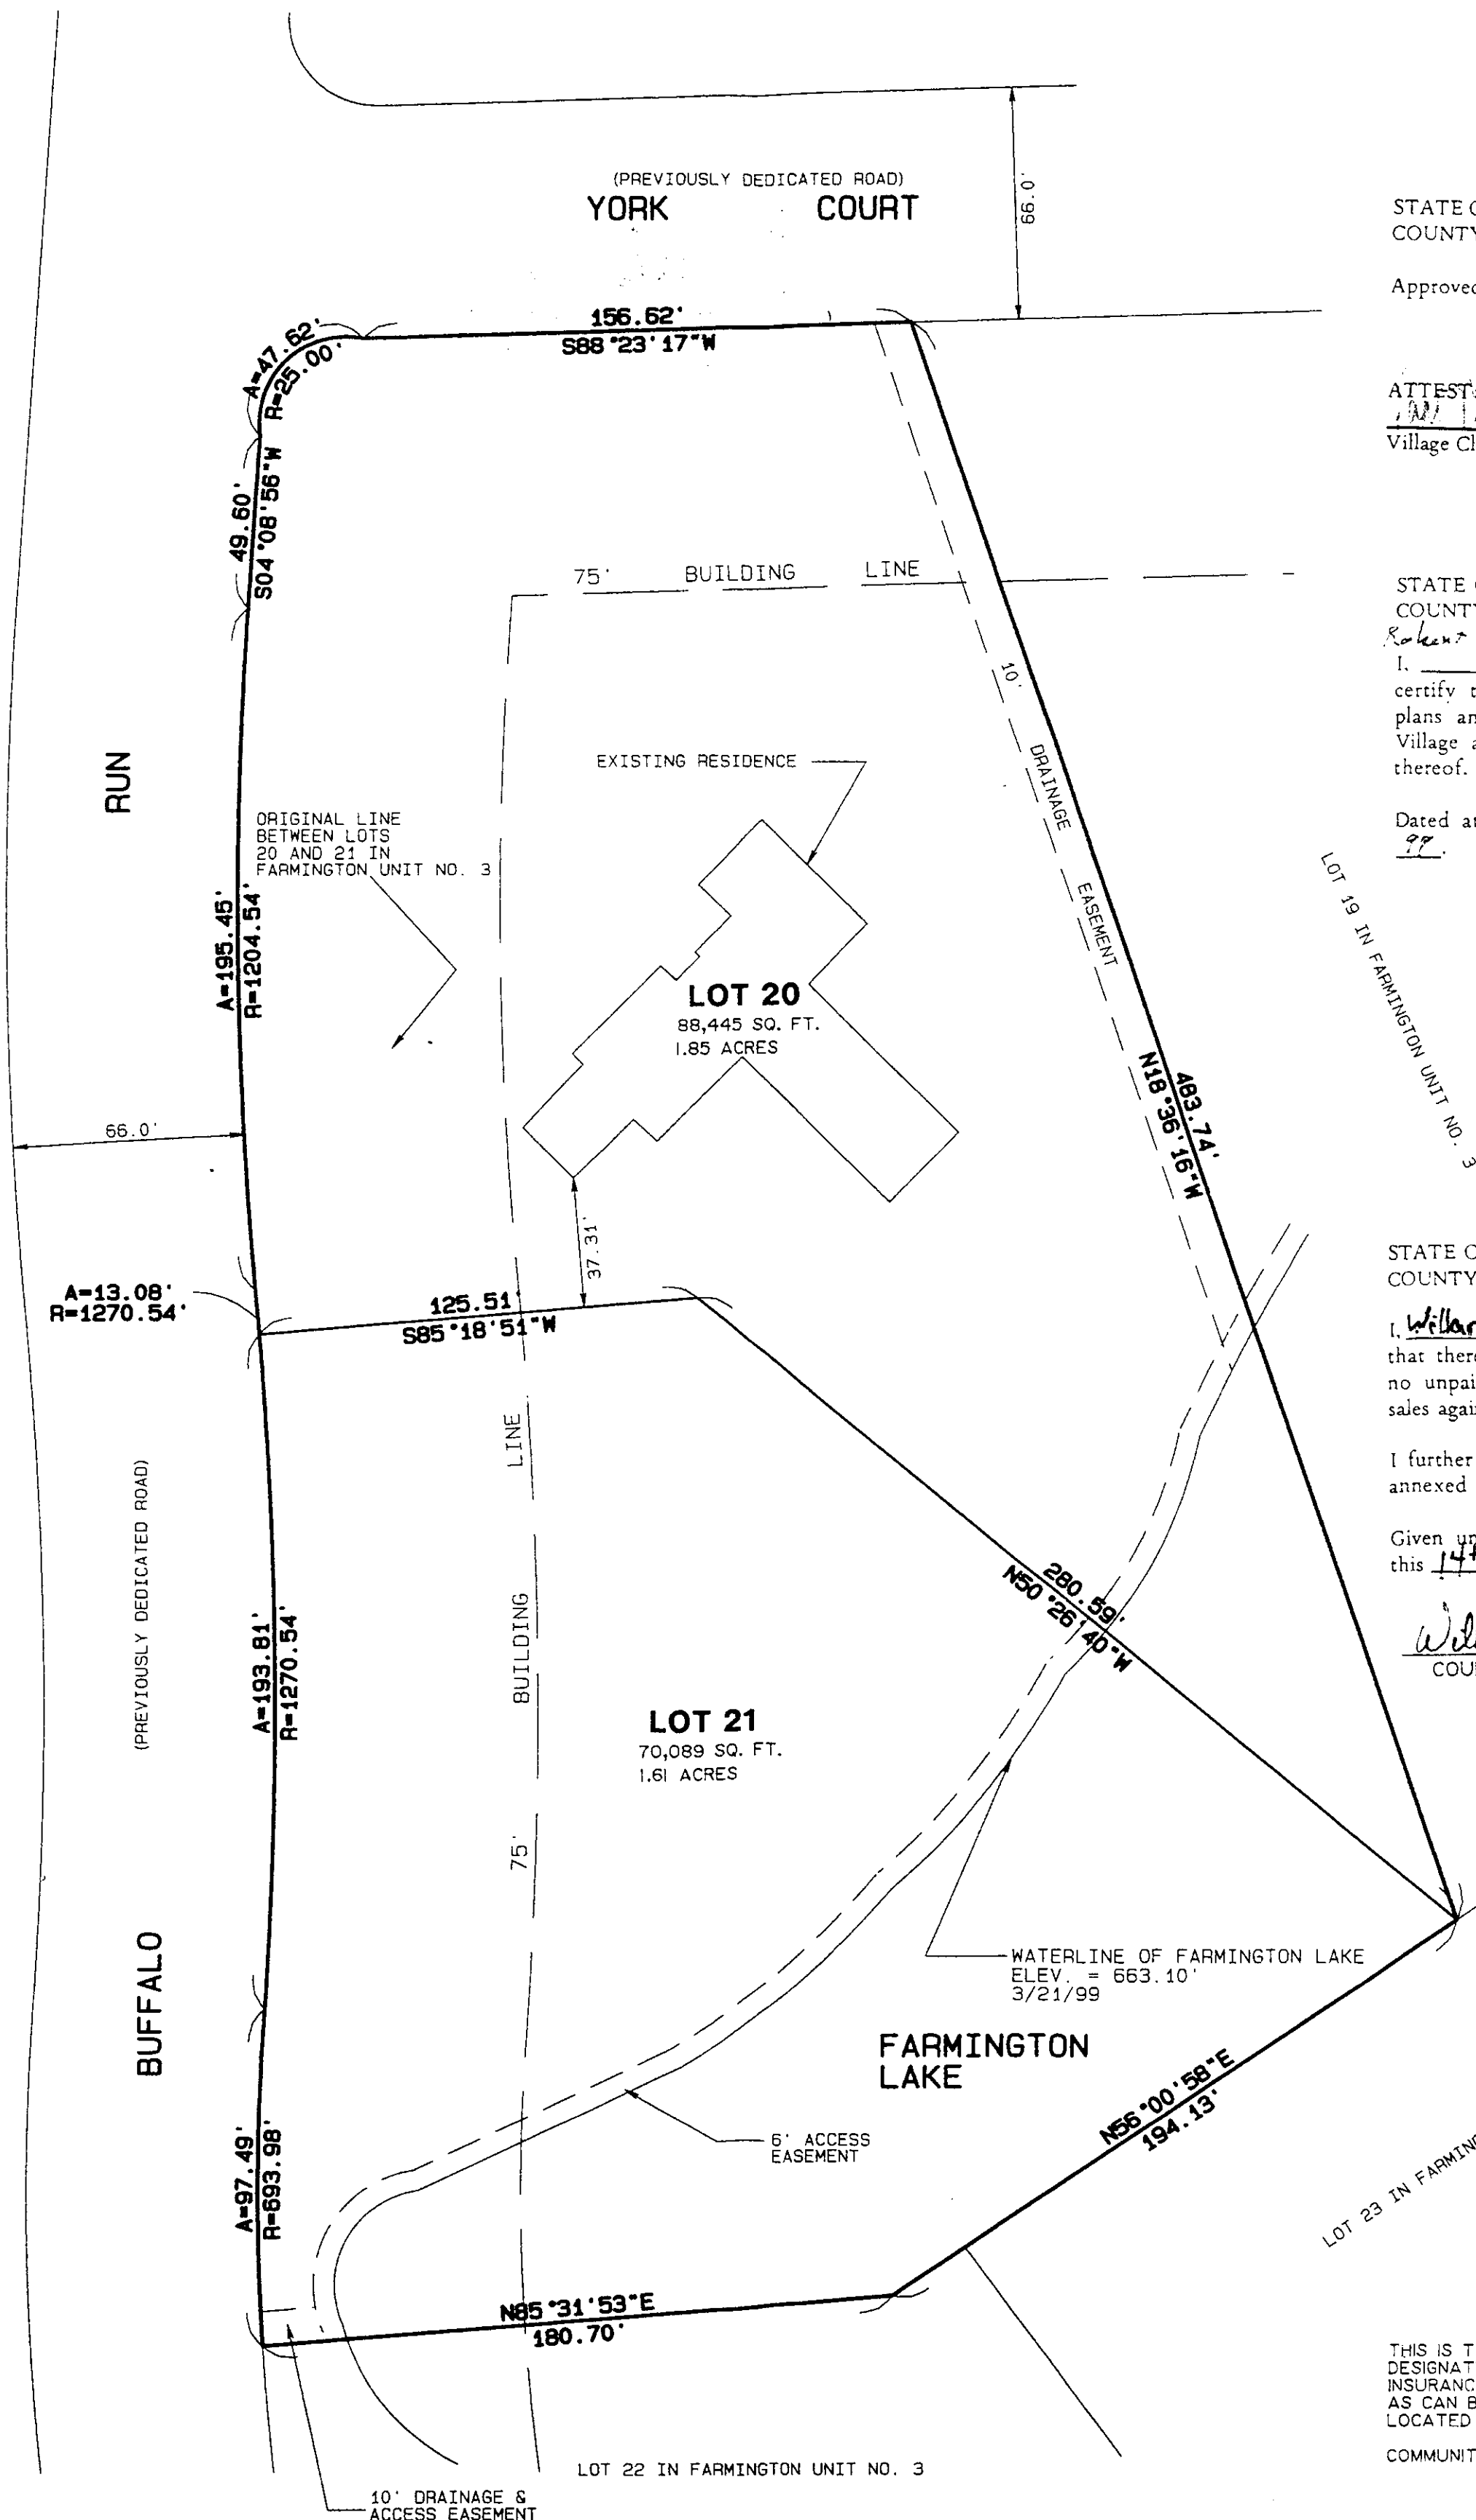 (PREVIOUSLY DEDICATED ROAD)
YORK COURT
66.0'
156.62'
S88°23'17"W
A=47.62'
R=25.00'
49.60'
S04°08'56"W
75' BUILDING LINE
10' DRAINAGE EASEMENT
EXISTING RESIDENCE
RUN
ORIGINAL LINE
BETWEEN LOTS
20 AND 21 IN
FARMINGTON UNIT NO. 3
A=195.45'
R=1204.54'
LOT 20
88,445 SQ. FT.
1.85 ACRES
483.74'
N18°36'16"W
LOT 19 IN FARMINGTON UNIT NO. 3
66.0'
37.31'
A=13.08'
R=1270.54'
125.51'
S85°18'51"W
75' BUILDING LINE
(PREVIOUSLY DEDICATED ROAD)
280.59'
N50°26'40"W
A=193.81'
R=1270.54'
LOT 21
70,089 SQ. FT.
1.61 ACRES
BUFFALO
WATERLINE OF FARMINGTON LAKE
ELEV. = 663.10'
3/21/99
FARMINGTON
LAKE
6' ACCESS
EASEMENT
N56°00'58"E
194.13'
A=97.49'
R=693.98'
LOT 23 IN FARMIN
N85°31'53"E
180.70'
LOT 22 IN FARMINGTON UNIT NO. 3
10' DRAINAGE &
ACCESS EASEMENT
STATE
COUNTY
Approved
ATTEST:
Village Cl
STATE
COUNTY
Robert
I,
certify t
plans an
Village a
thereof.
Dated at
99.
STATE O
COUNTY
I, Willar
that there
no unpai
sales agai
I further
annexed
Given un
this 14t
COU
THIS IS T
DESIGNAT
INSURANC
AS CAN B
LOCATED
COMMUNIT